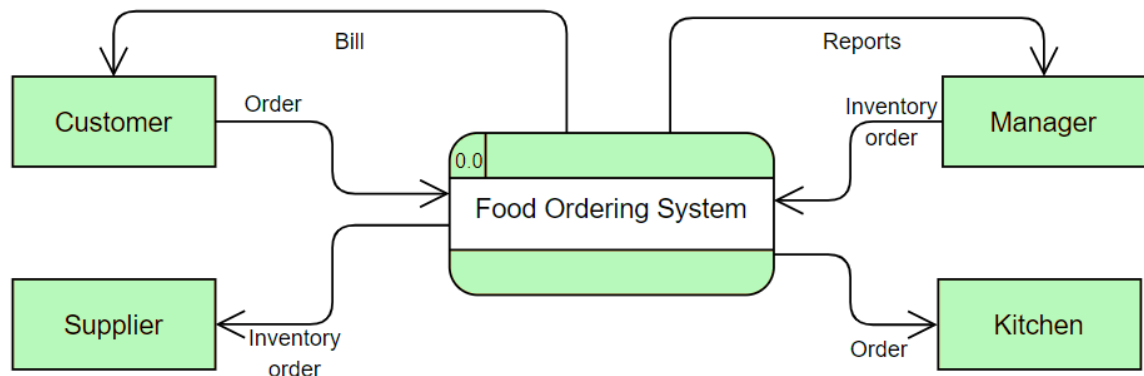 Bill
Reports
Customer
Order
Inventory
order
Manager
0.0
Food Ordering System
Supplier
Inventory
order
Order
Kitchen